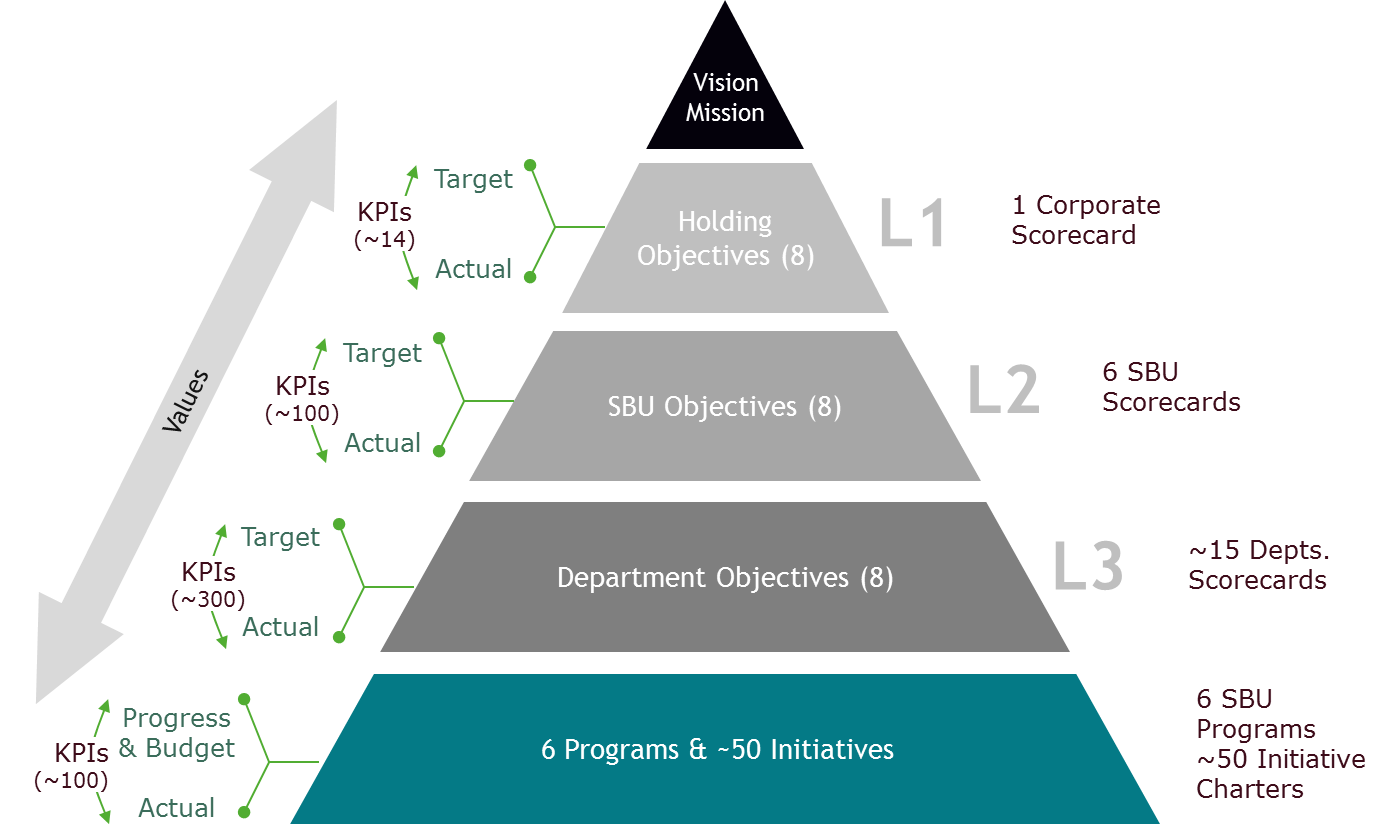 Vision
Mission
Target
KPIs
(~14)
Actual
Holding
Objectives (8)
L1
1 Corporate
Scorecard
Target
KPIs
(~100)
Actual
SBU Objectives (8)
L2
6 SBU
Scorecards
Values
Target
KPIs
(~300)
Actual
Department Objectives (8)
L3
~15 Depts.
Scorecards
Progress
& Budget
KPIs
(~100)
Actual
6 Programs & ~50 Initiatives
6 SBU
Programs
~50 Initiative
Charters